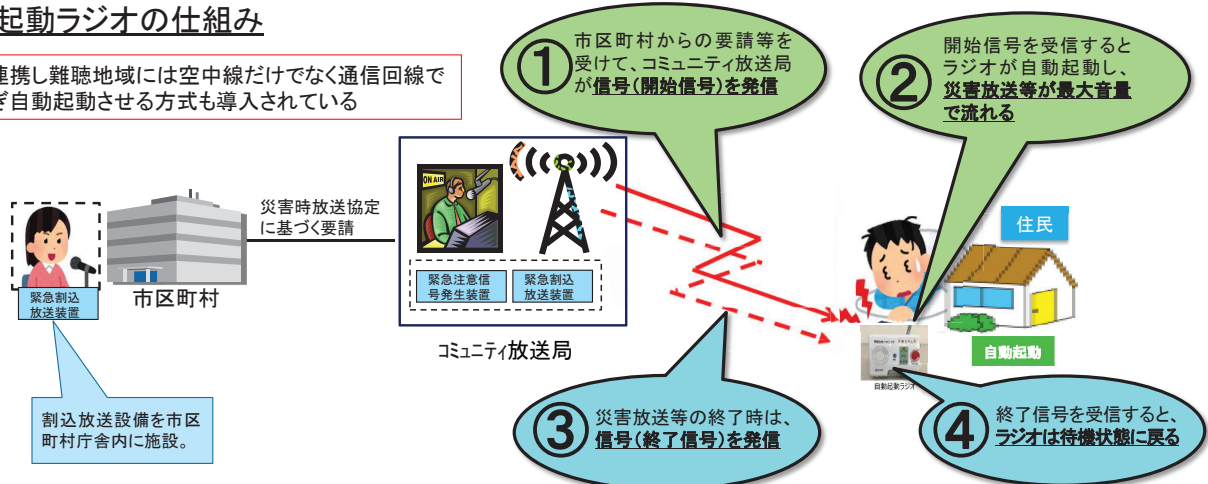 起動ラジオの仕組み
連携し難聴地域には空中線だけでなく通信回線で
ぎ自動起動させる方式も導入されている
①
市区町村からの要請等を
受けて、コミュニティ放送局
が信号(開始信号)を発信
②
開始信号を受信すると
ラジオが自動起動し、
災害放送等が最大音量
で流れる
災害時放送協定
に基づく要請
ON AIR
緊急注意信
号発生装置
緊急割込
放送装置
コミュニティ放送局
緊急割込
放送装置
市区町村
住民
自動起動
自動起動ラジオ
割込放送設備を市区
町村庁舎内に施設。
③
災害放送等の終了時は、
信号(終了信号)を発信
④
終了信号を受信すると、
ラジオは待機状態に戻る